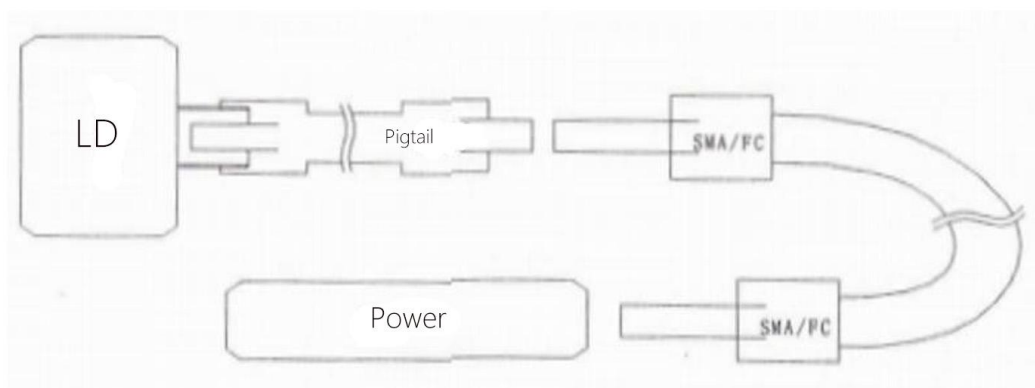 LD
Pigtail
SMA/FC
Power
SMA/FC